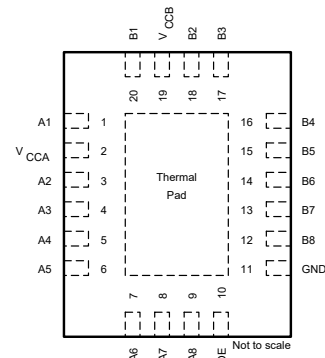 B1
V CCB
B2
B3
20
19
18
17
A1 1
V CCA 2
A2 3
A3 4
A4 5
A5 6
Thermal
Pad
16 B4
15 B5
14 B6
13 B7
12 B8
11 GND
7
8
9
10
A6
A7
A8
OE
Not to scale